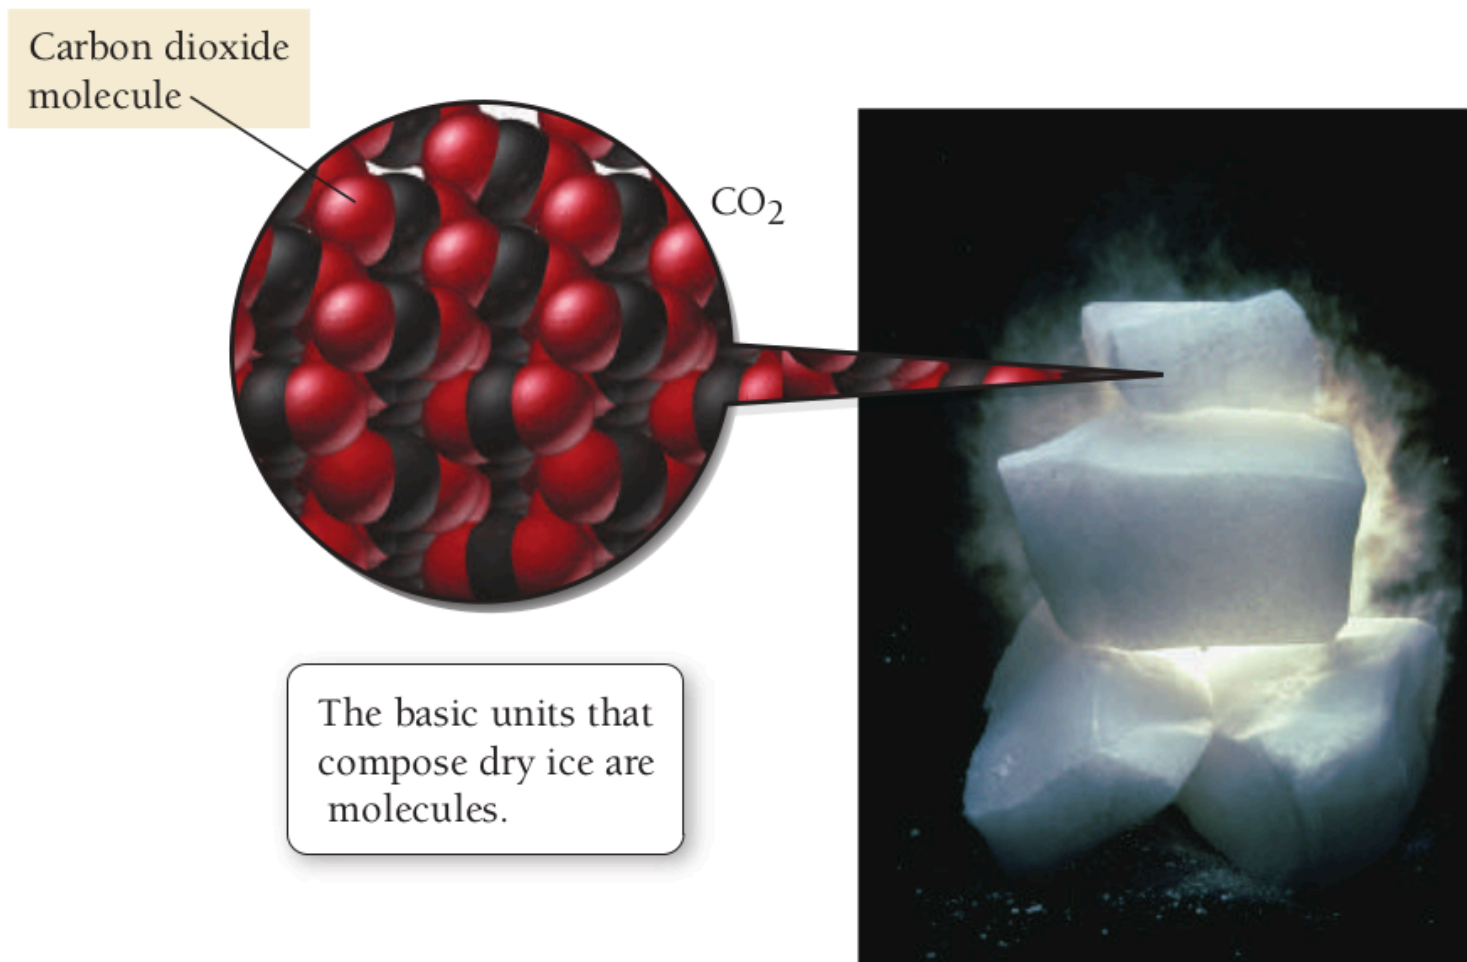 Carbon dioxide
molecule
CO₂
The basic units that
compose dry ice are
molecules.